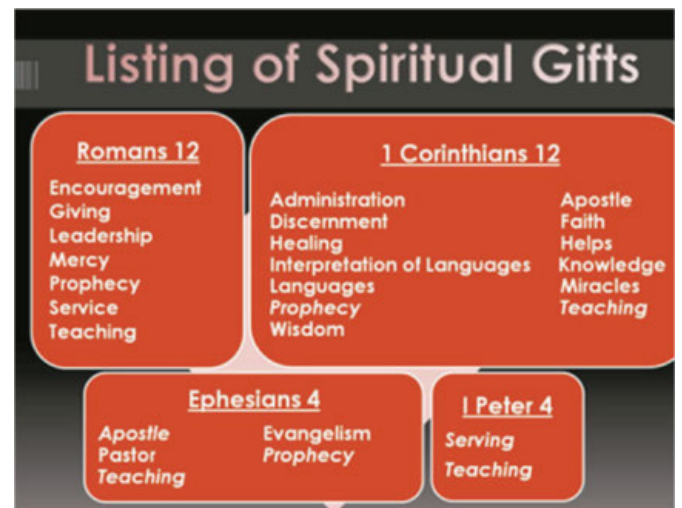 Listing of Spiritual Gifts
Romans 12
Encouragement
Giving
Leadership
Mercy
Prophecy
Service
Teaching
1 Corinthians 12
Administration
Discernment
Healing
Interpretation of Languages
Languages
Prophecy
Wisdom
Apostle
Faith
Helps
Knowledge
Miracles
Teaching
Ephesians 4
Apostle
Pastor
Teaching
Evangelism
Prophecy
I Peter 4
Serving
Teaching